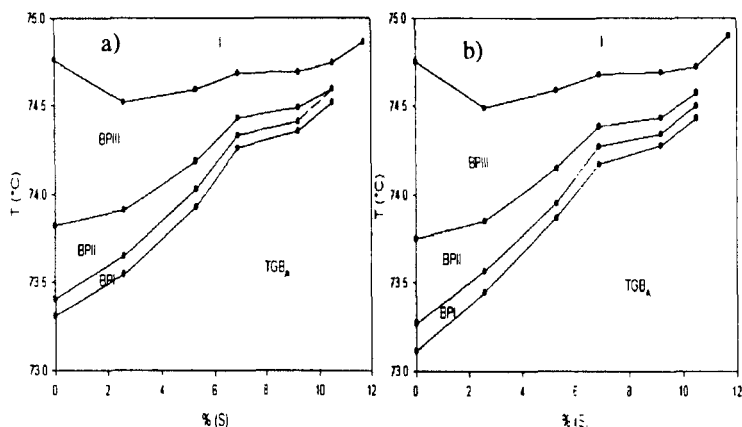 75.0
a)
I
74.5
BPIII
T (°C)
74.0
BPII
73.5
BPI
TGBA
73.0
0 2 4 6 8 10 12
% (S)
75.0
b)
I
74.5
BPIII
T (°C)
74.0
BPII
73.5
BPI
TGBA
73.0
0 2 4 6 8 10 12
% (S.